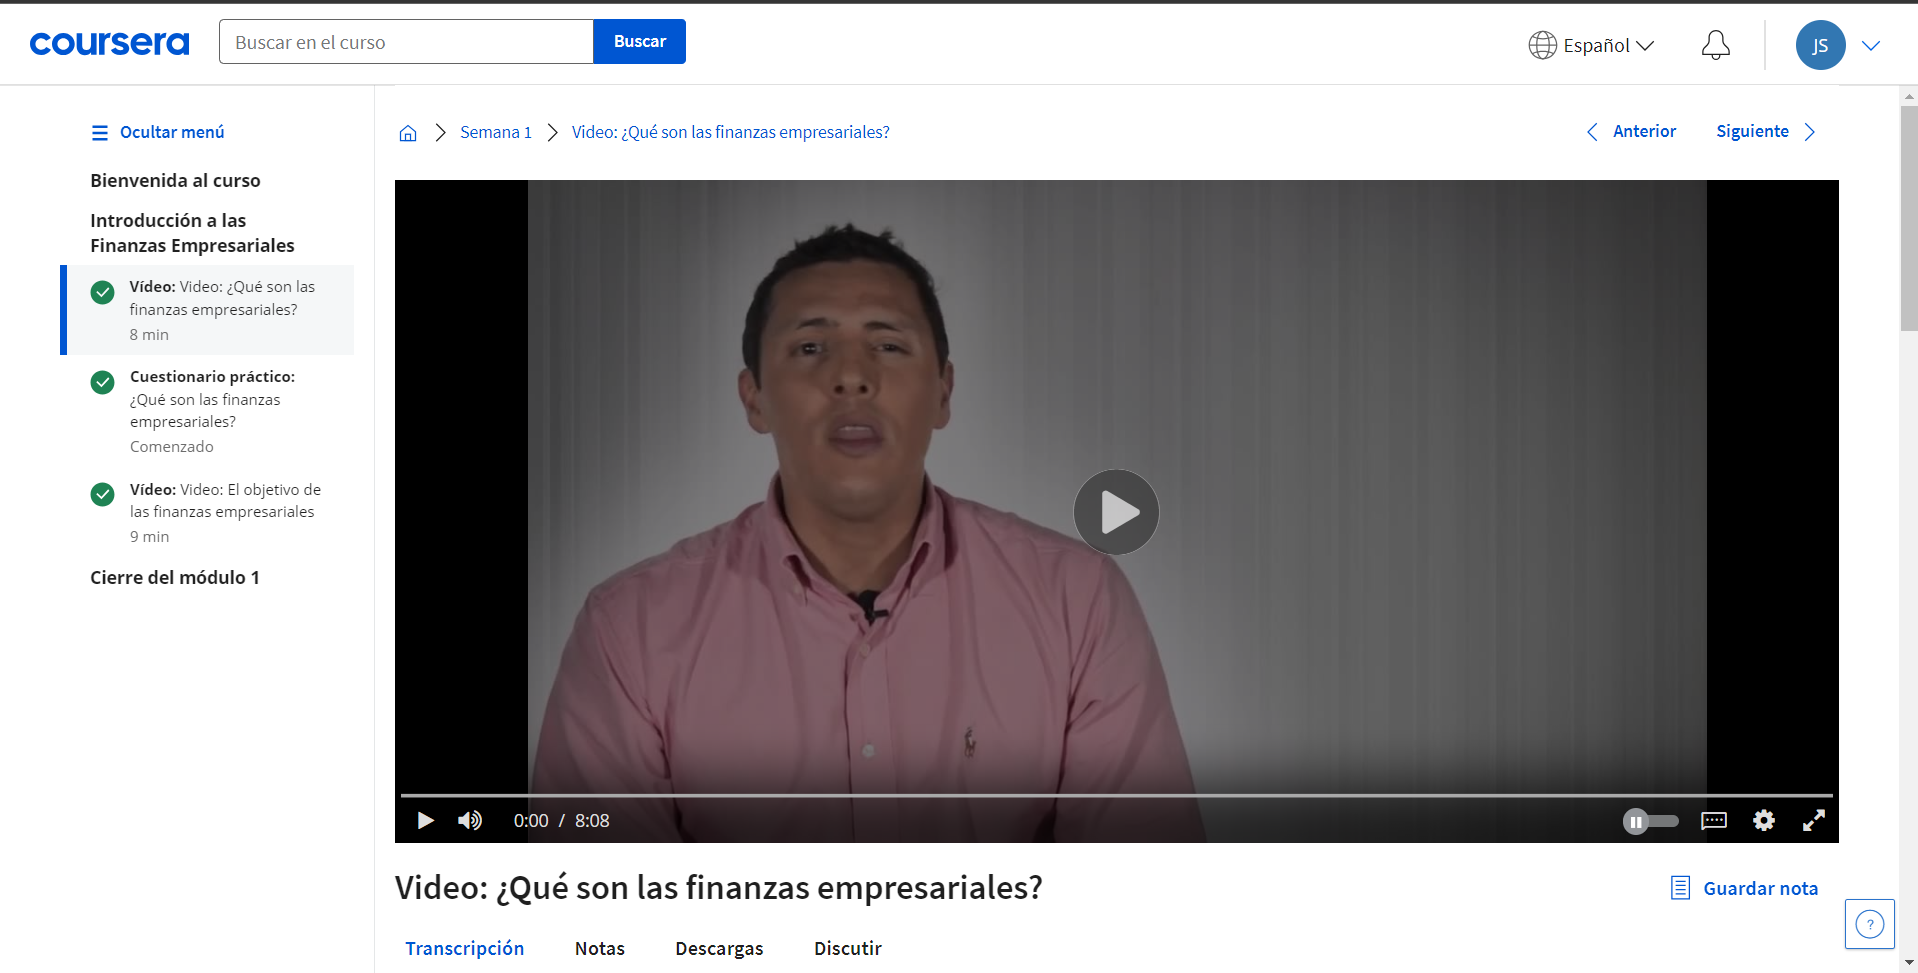 coursera
Buscar en el curso
Buscar
Español
JS
Ocultar menú
Bienvenida al curso
Introducción a las
Finanzas Empresariales
Vídeo: Video: ¿Qué son las
finanzas empresariales?
8 min
Cuestionario práctico:
¿Qué son las finanzas
empresariales?
Comenzado
Vídeo: Video: El objetivo de
las finanzas empresariales
9 min
Cierre del módulo 1
Semana 1
Video: ¿Qué son las finanzas empresariales?
Anterior
Siguiente
0:00 / 8:08
Video: ¿Qué son las finanzas empresariales?
Guardar nota
?
Transcripción
Notas
Descargas
Discutir